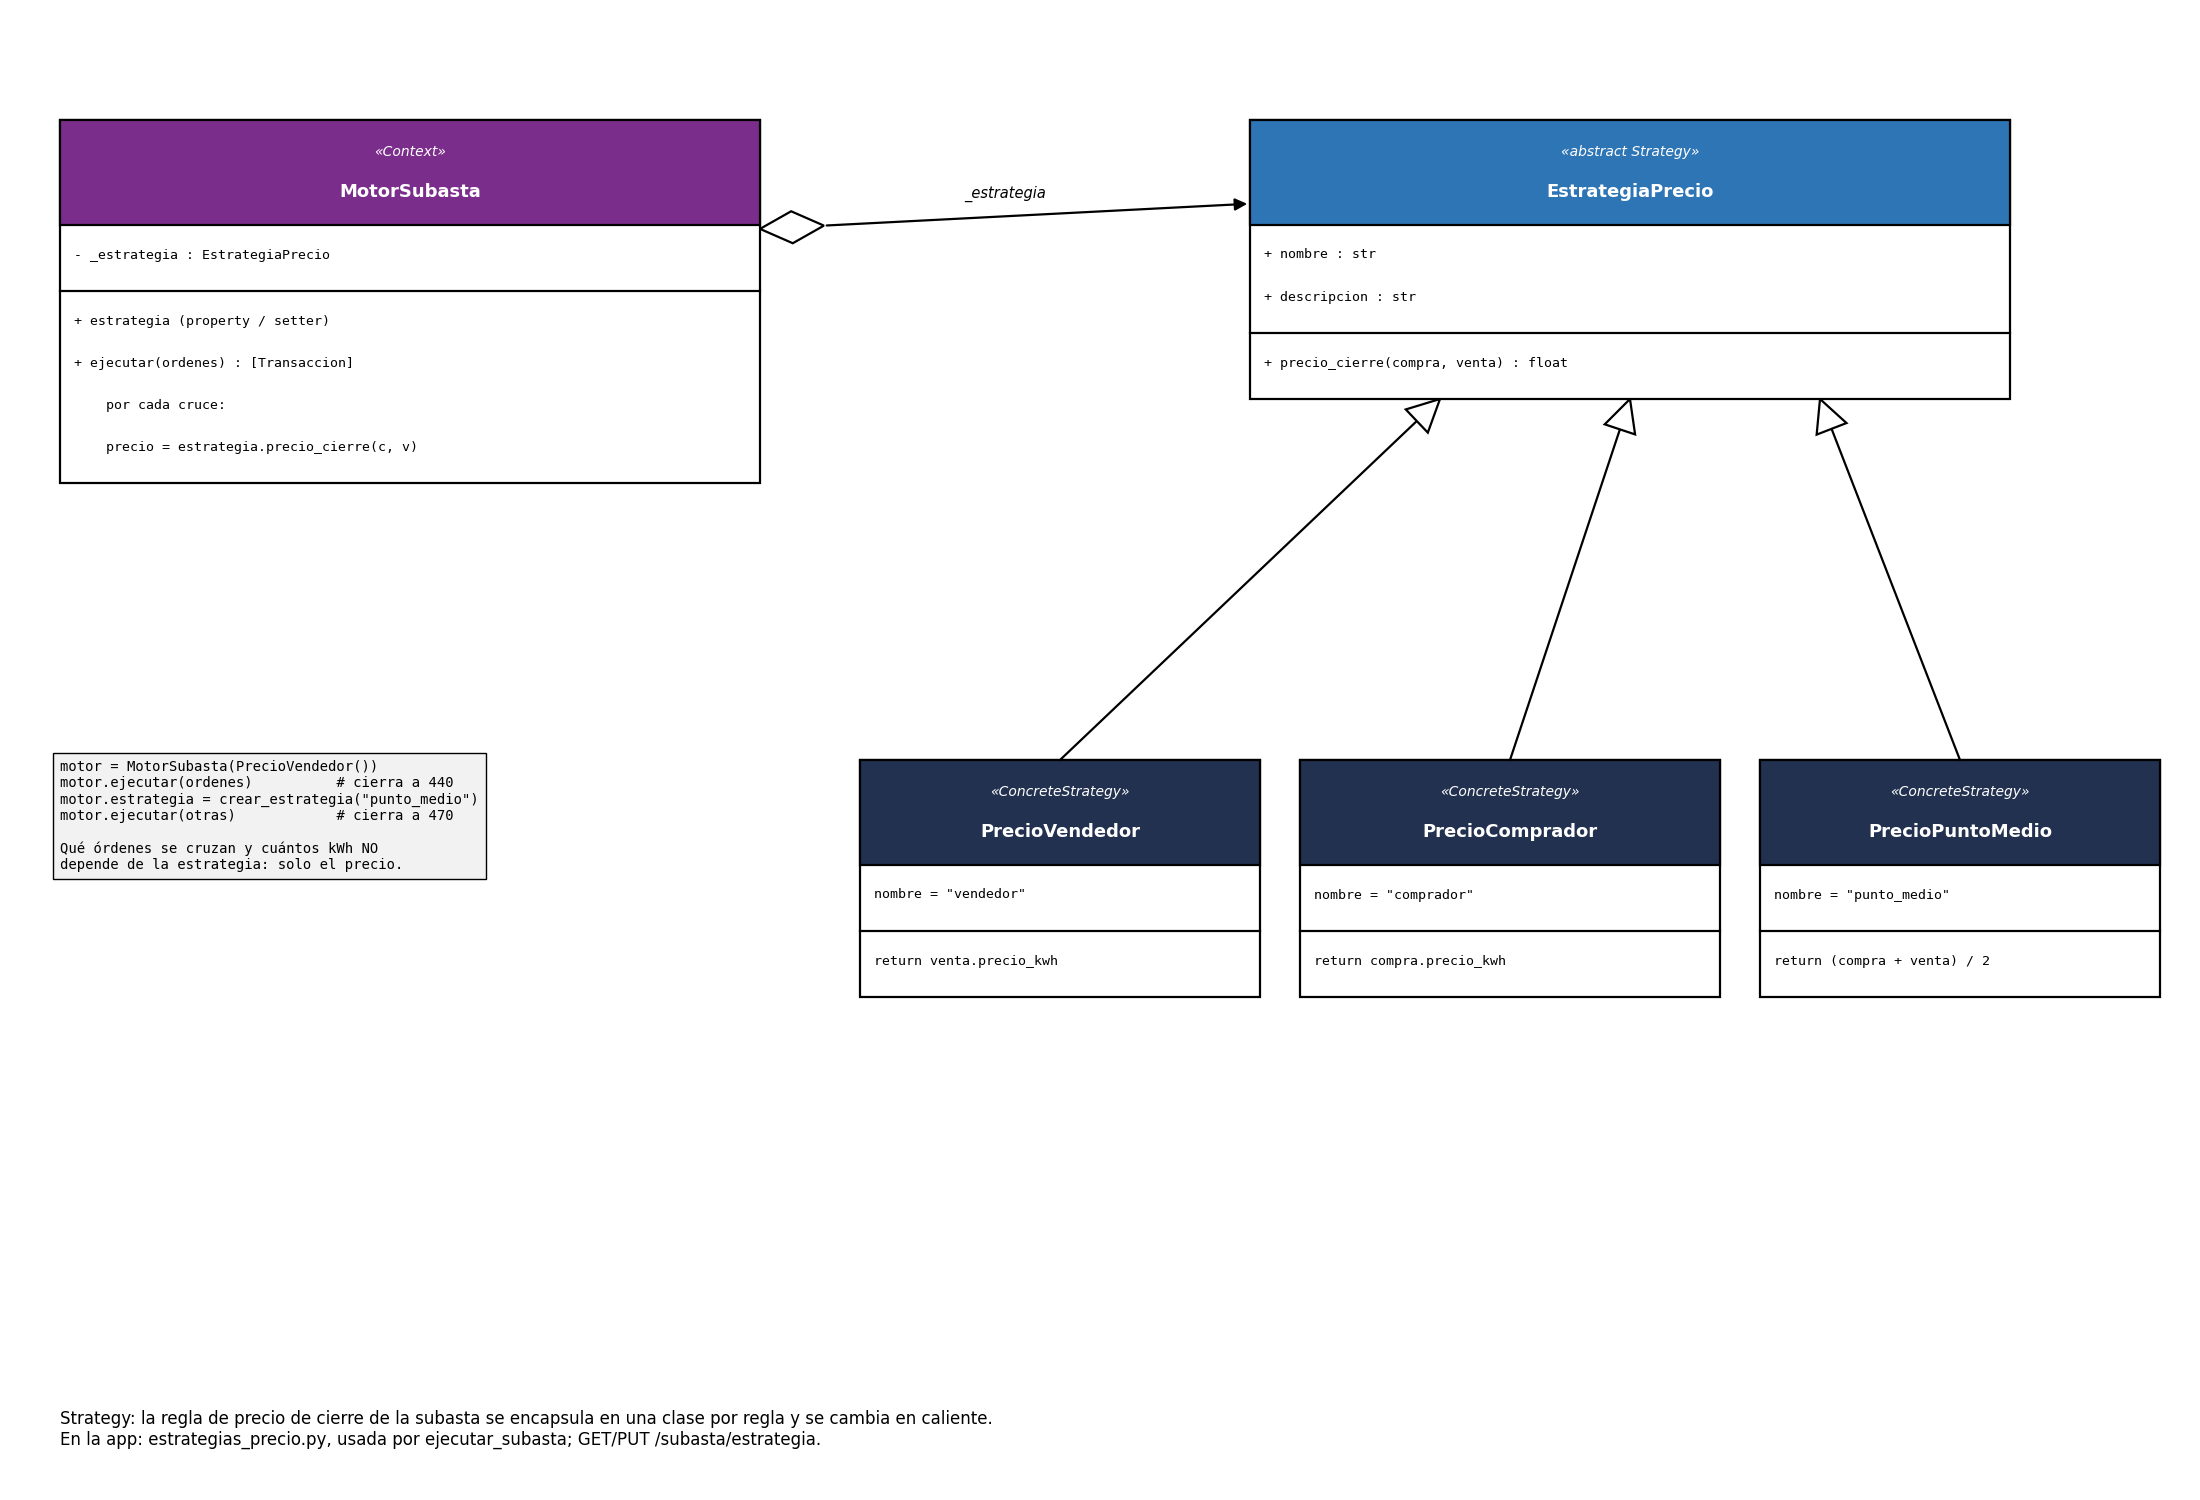 «Context»
MotorSubasta
- _estrategia : EstrategiaPrecio
+ estrategia (property / setter)
+ ejecutar(ordenes) : [Transaccion]
    por cada cruce:
    precio = estrategia.precio_cierre(c, v)
_estrategia
«abstract Strategy»
EstrategiaPrecio
+ nombre : str
+ descripcion : str
+ precio_cierre(compra, venta) : float
motor = MotorSubasta(PrecioVendedor())
motor.ejecutar(ordenes)          # cierra a 440
motor.estrategia = crear_estrategia("punto_medio")
motor.ejecutar(otras)            # cierra a 470
Qué órdenes se cruzan y cuántos kWh NO
depende de la estrategia: solo el precio.
«ConcreteStrategy»
PrecioVendedor
nombre = "vendedor"
return venta.precio_kwh
«ConcreteStrategy»
PrecioComprador
nombre = "comprador"
return compra.precio_kwh
«ConcreteStrategy»
PrecioPuntoMedio
nombre = "punto_medio"
return (compra + venta) / 2
Strategy: la regla de precio de cierre de la subasta se encapsula en una clase por regla y se cambia en caliente.
En la app: estrategias_precio.py, usada por ejecutar_subasta; GET/PUT /subasta/estrategia.